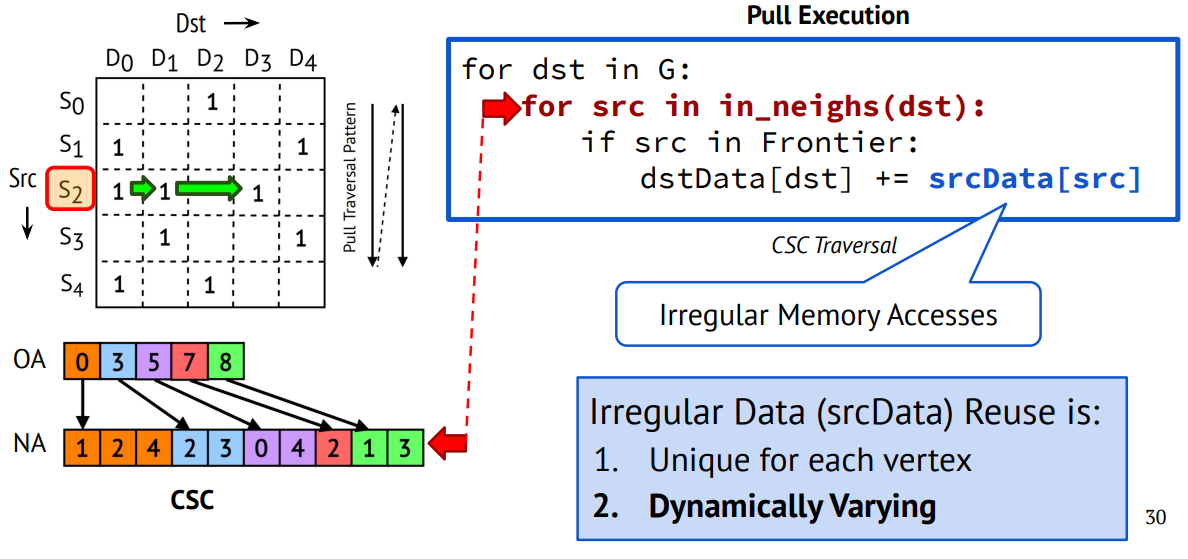 Pull Execution
Dst
D0 D1 D2 D3 D4
S0 1
S1 1 1
Src S2 1 1 1
S3 1 1
S4 1 1
Pull Traversal Pattern
for dst in G:
for src in in_neighs(dst):
if src in Frontier:
dstData[dst] += srcData[src]
CSC Traversal
Irregular Memory Accesses
OA 0 3 5 7 8
NA 1 2 4 2 3 0 4 2 1 3
CSC
Irregular Data (srcData) Reuse is:
1. Unique for each vertex
2. Dynamically Varying
30